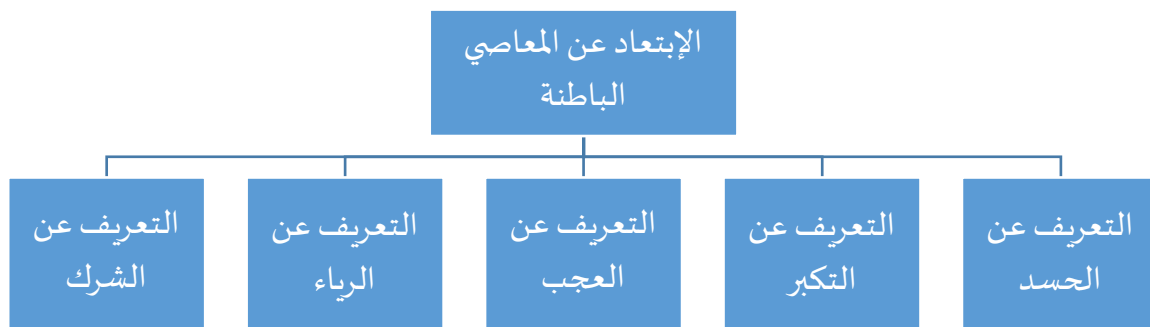 الإبتعاد عن المعاصي
الباطنة
التعريف عن
الحسد
التعريف عن
التكبر
التعريف عن
العجب
التعريف عن
الرياء
التعريف عن
الشرك